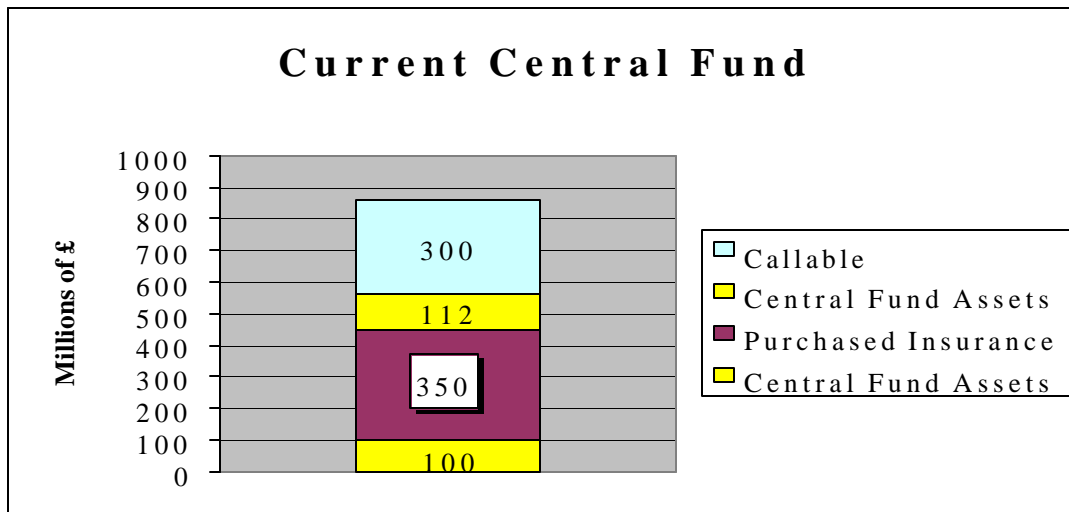 Current Central Fund
Millions of £
1000
900
800
700
600
500
400
300
200
100
0
300
112
350
100
Callable
Central Fund Assets
Purchased Insurance
Central Fund Assets